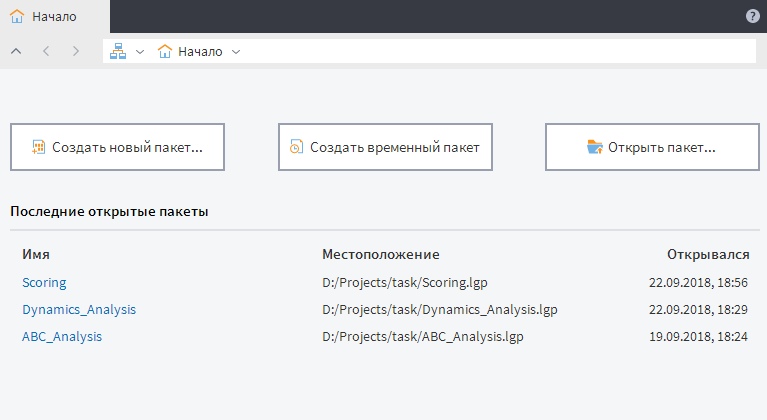 Начало
?
Начало
Создать новый пакет...
Создать временный пакет
Открыть пакет...
Последние открытые пакеты
Имя Местоположение Открывался
Scoring D:/Projects/task/Scoring.lgp 22.09.2018, 18:56
Dynamics_Analysis D:/Projects/task/Dynamics_Analysis.lgp 22.09.2018, 18:29
ABC_Analysis D:/Projects/task/ABC_Analysis.lgp 19.09.2018, 18:24